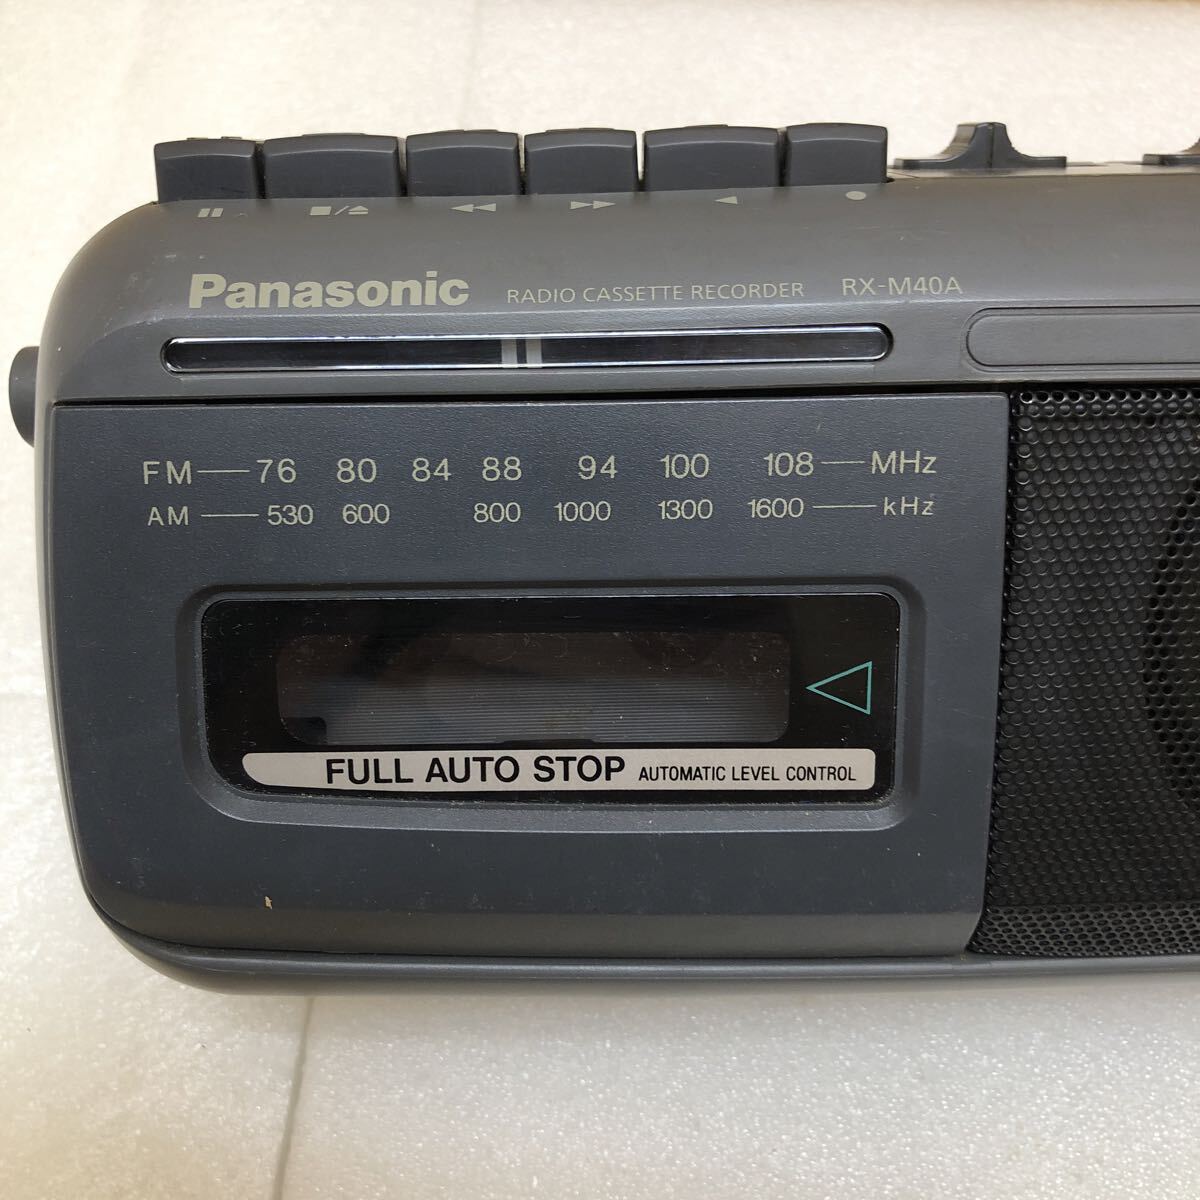 Panasonic RADIO CASSETTE RECORDER RX-M40A
FM 76 80 84 88 94 100 108 MHz
AM 530 600 800 1000 1300 1600 kHz
FULL AUTO STOP AUTOMATIC LEVEL CONTROL